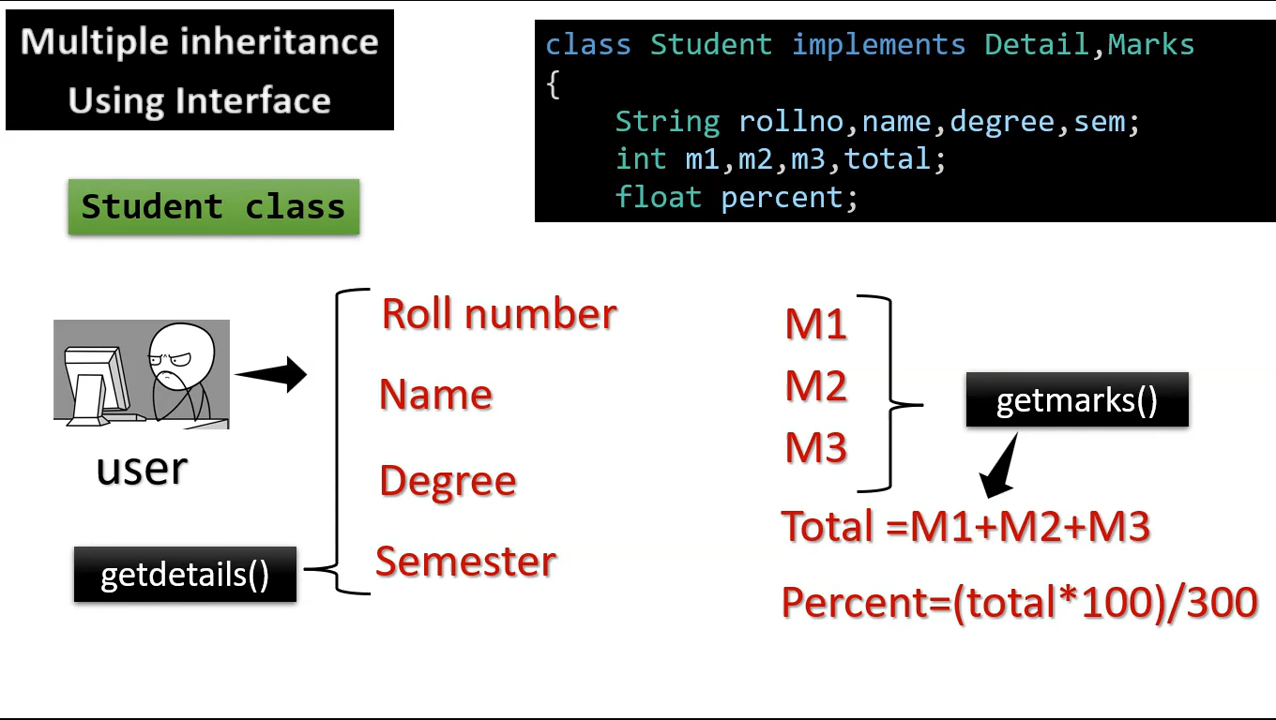 Multiple inheritance
Using Interface
class Student implements Detail,Marks
{
String rollno,name,degree,sem;
int m1,m2,m3,total;
float percent;
Student class
user
getdetails()
Roll number
Name
Degree
Semester
M1
M2
M3
getmarks()
Total =M1+M2+M3
Percent=(total*100)/300